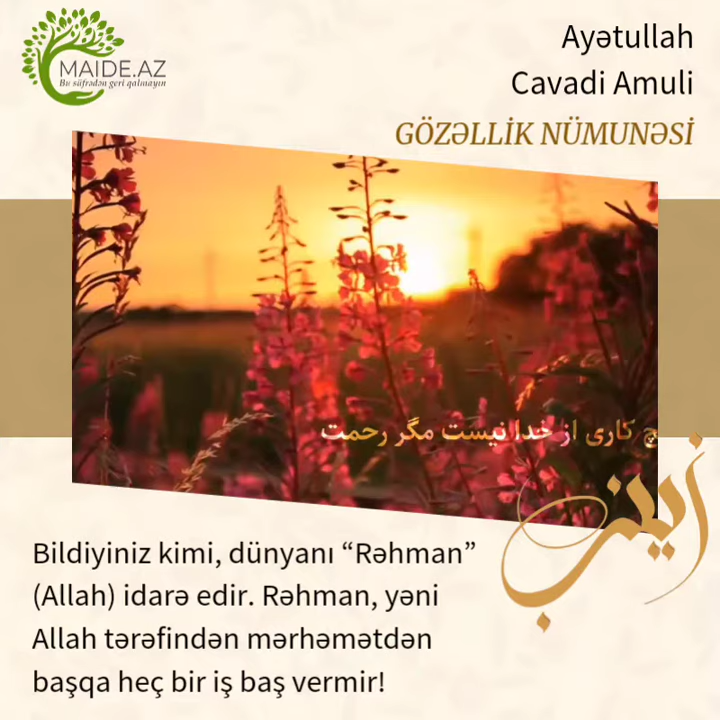 MAIDE.AZ
Bu süfrədən geri qalmayın
Ayətullah
Cavadi Amuli
GÖZƏLLİK NÜMUNƏSİ
کاری از خدا نیست مگر رحمت
زینب
Bildiyiniz kimi, dünyanı “Rəhman”
(Allah) idarə edir. Rəhman, yəni
Allah tərəfindən mərhəmətdən
başqa heç bir iş baş vermir!